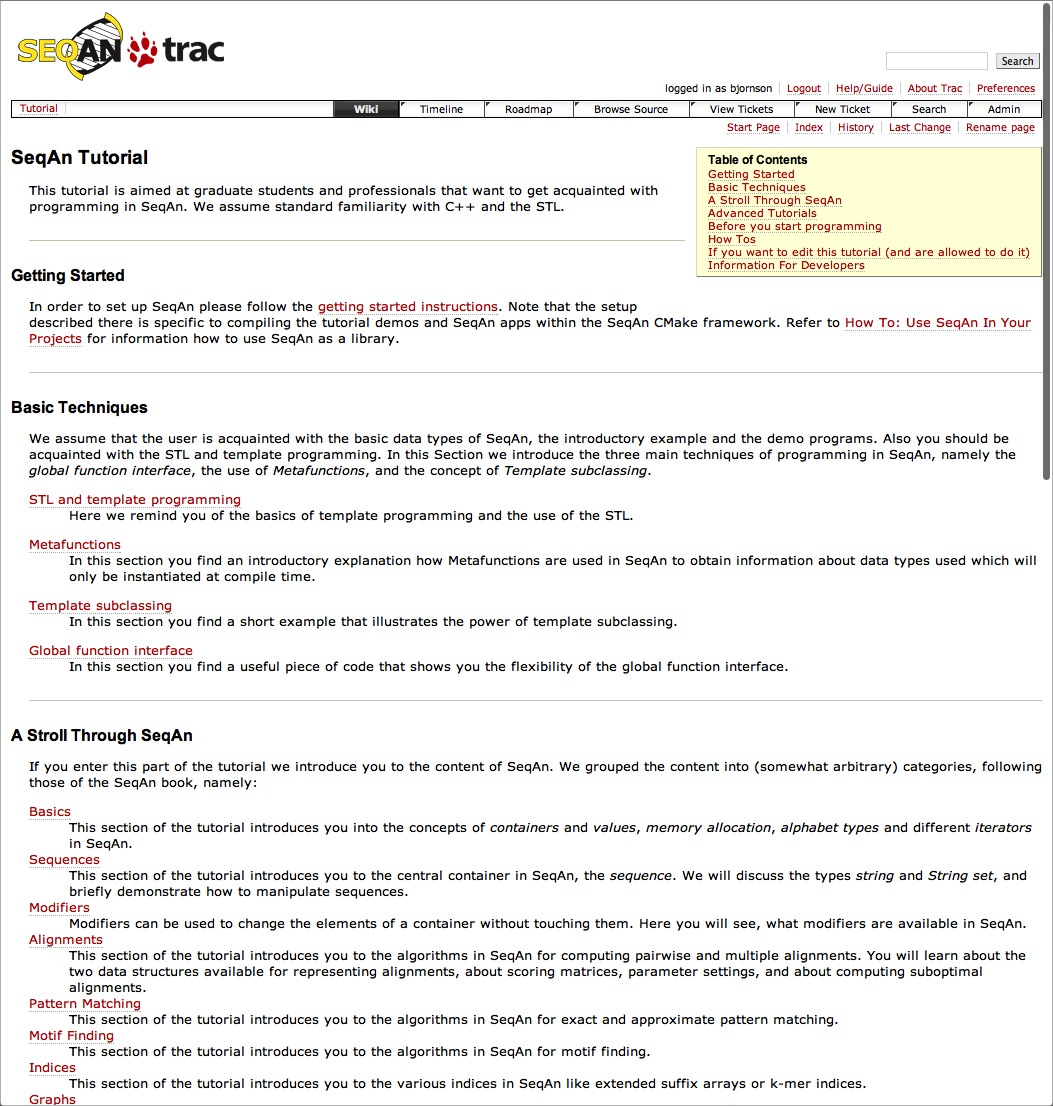 SEQAN trac
Search
logged in as bjornson Logout Help/Guide About Trac Preferences
Tutorial Wiki Timeline Roadmap Browse Source View Tickets New Ticket Search Admin
Start Page Index History Last Change Rename page
SeqAn Tutorial
This tutorial is aimed at graduate students and professionals that want to get acquainted with
programming in SeqAn. We assume standard familiarity with C++ and the STL.
Table of Contents
Getting Started
Basic Techniques
A Stroll Through SeqAn
Advanced Tutorials
Before you start programming
How Tos
If you want to edit this tutorial (and are allowed to do it)
Information For Developers
Getting Started
In order to set up SeqAn please follow the getting started instructions. Note that the setup
described there is specific to compiling the tutorial demos and SeqAn apps within the SeqAn CMake framework. Refer to How To: Use SeqAn In Your
Projects for information how to use SeqAn as a library.
Basic Techniques
We assume that the user is acquainted with the basic data types of SeqAn, the introductory example and the demo programs. Also you should be
acquainted with the STL and template programming. In this Section we introduce the three main techniques of programming in SeqAn, namely the
global function interface, the use of Metafunctions, and the concept of Template subclassing.
STL and template programming
Here we remind you of the basics of template programming and the use of the STL.
Metafunctions
In this section you find an introductory explanation how Metafunctions are used in SeqAn to obtain information about data types used which will
only be instantiated at compile time.
Template subclassing
In this section you find a short example that illustrates the power of template subclassing.
Global function interface
In this section you find a useful piece of code that shows you the flexibility of the global function interface.
A Stroll Through SeqAn
If you enter this part of the tutorial we introduce you to the content of SeqAn. We grouped the content into (somewhat arbitrary) categories, following
those of the SeqAn book, namely:
Basics
This section of the tutorial introduces you into the concepts of containers and values, memory allocation, alphabet types and different iterators
in SeqAn.
Sequences
This section of the tutorial introduces you to the central container in SeqAn, the sequence. We will discuss the types string and String set, and
briefly demonstrate how to manipulate sequences.
Modifiers
Modifiers can be used to change the elements of a container without touching them. Here you will see, what modifiers are available in SeqAn.
Alignments
This section of the tutorial introduces you to the algorithms in SeqAn for computing pairwise and multiple alignments. You will learn about the
two data structures available for representing alignments, about scoring matrices, parameter settings, and about computing suboptimal
alignments.
Pattern Matching
This section of the tutorial introduces you to the algorithms in SeqAn for exact and approximate pattern matching.
Motif Finding
This section of the tutorial introduces you to the algorithms in SeqAn for motif finding.
Indices
This section of the tutorial introduces you to the various indices in SeqAn like extended suffix arrays or k-mer indices.
Graphs